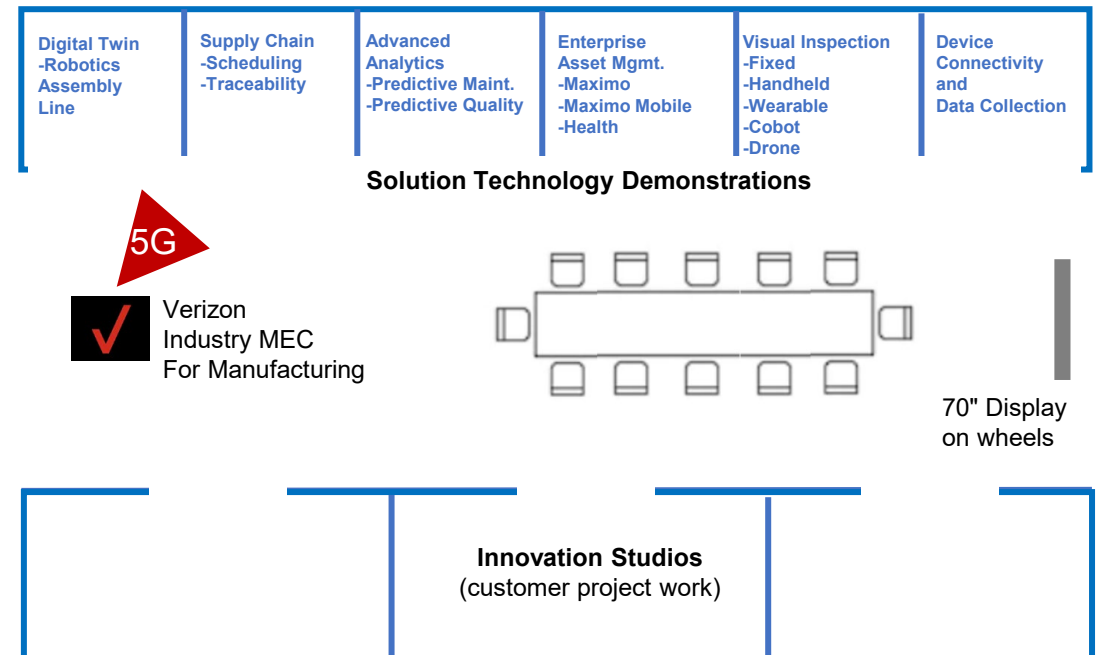 Digital Twin
-Robotics
Assembly
Line
Supply Chain
-Scheduling
-Traceability
Advanced
Analytics
-Predictive Maint.
-Predictive Quality
Enterprise
Asset Mgmt.
-Maximo
-Maximo Mobile
-Health
Visual Inspection
-Fixed
-Handheld
-Wearable
-Cobot
-Drone
Device
Connectivity
and
Data Collection
Solution Technology Demonstrations
5G
Verizon
Industry MEC
For Manufacturing
70" Display
on wheels
Innovation Studios
(customer project work)